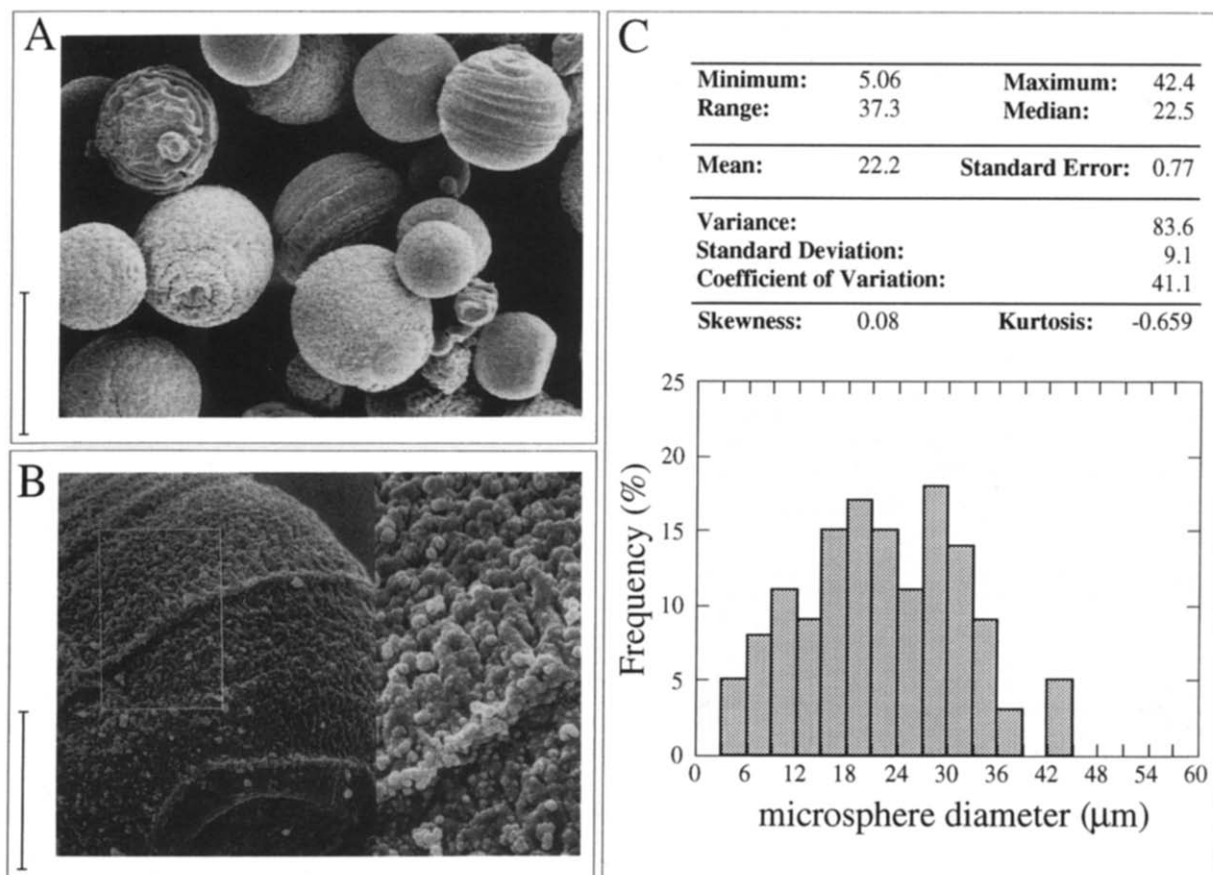 A
B
C
Minimum: 5.06 Maximum: 42.4
Range: 37.3 Median: 22.5
Mean: 22.2 Standard Error: 0.77
Variance: 83.6
Standard Deviation: 9.1
Coefficient of Variation: 41.1
Skewness: 0.08 Kurtosis: -0.659
25
20
15
10
5
0
Frequency (%)
0 6 12 18 24 30 36 42 48 54 60
microsphere diameter (μm)